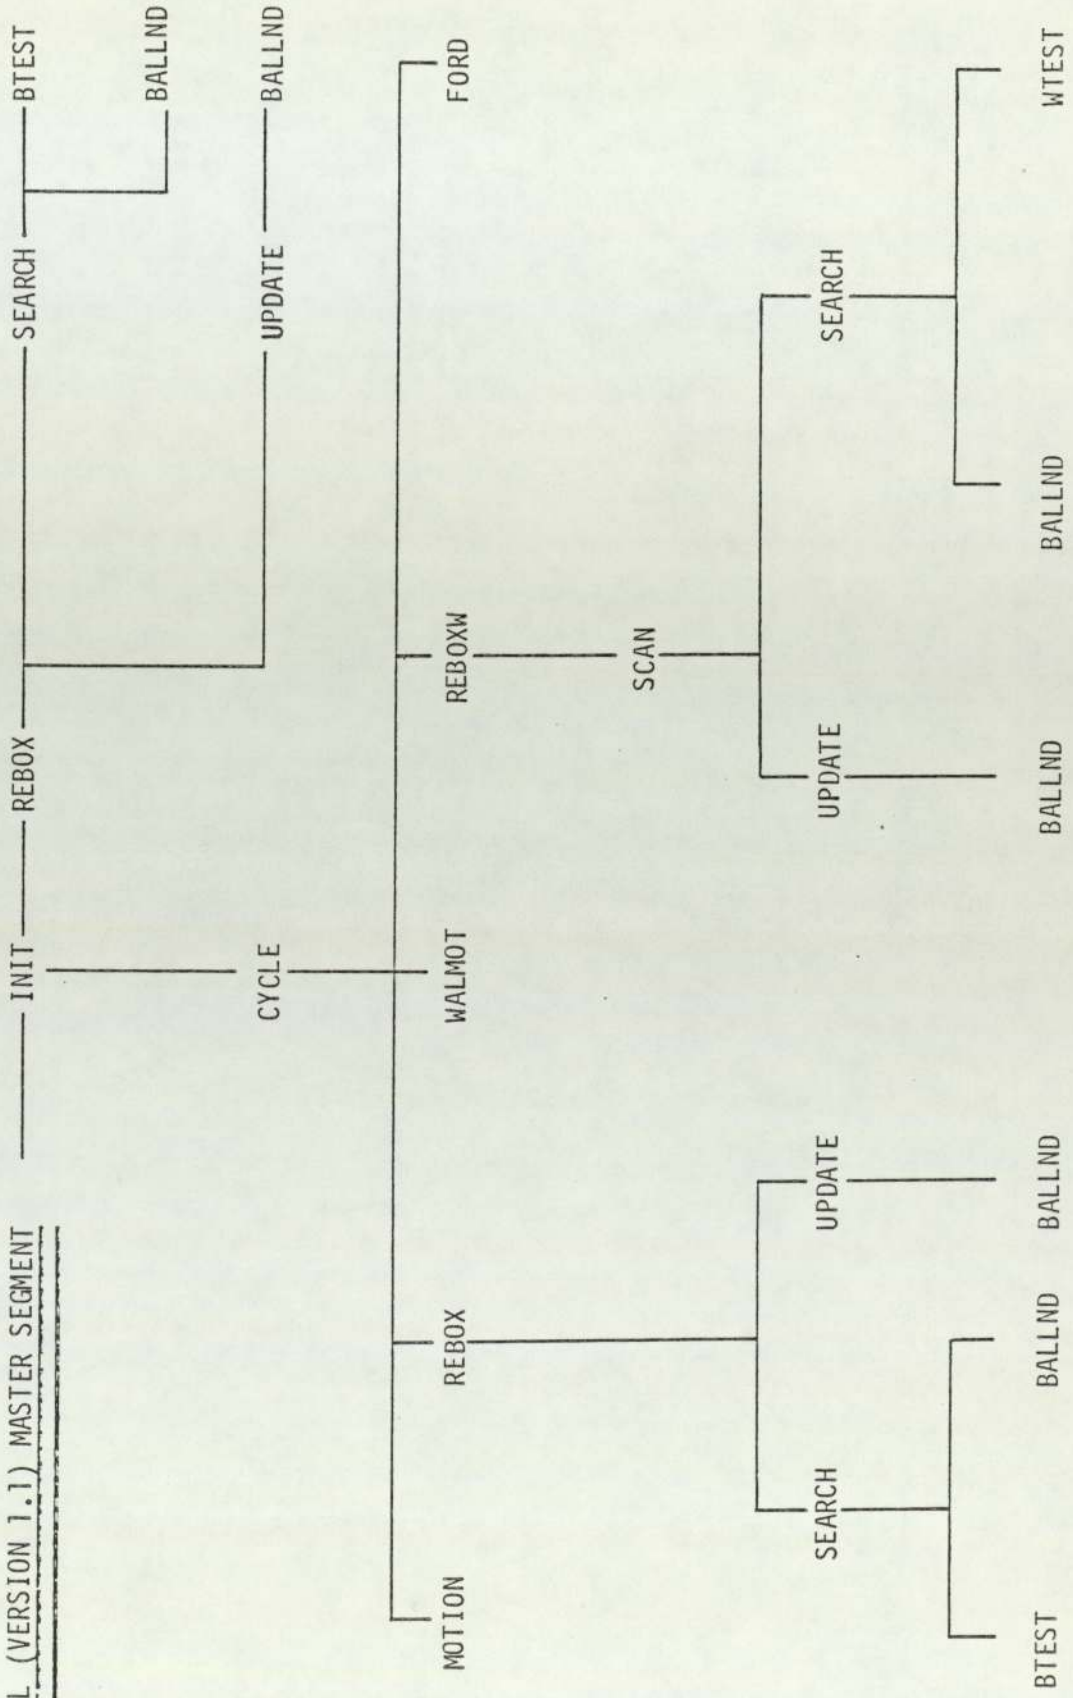 (VERSION 1.1) MASTER SEGMENT
INIT REBOX SEARCH BTEST
BALLND
CYCLE UPDATE BALLND
MOTION REBOX WALMOT REBOXW FORD
SCAN
SEARCH UPDATE UPDATE SEARCH
BTEST BALLND BALLND BALLND BALLND WTEST